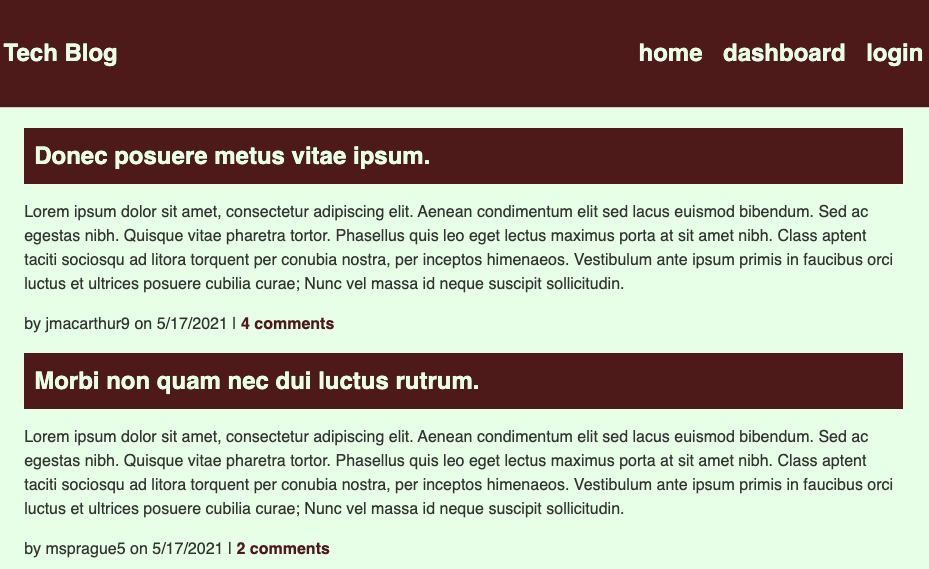 Tech Blog home dashboard login
Donec posuere metus vitae ipsum.
Lorem ipsum dolor sit amet, consectetur adipiscing elit. Aenean condimentum elit sed lacus euismod bibendum. Sed ac
egestas nibh. Quisque vitae pharetra tortor. Phasellus quis leo eget lectus maximus porta at sit amet nibh. Class aptent
taciti sociosqu ad litora torquent per conubia nostra, per inceptos himenaeos. Vestibulum ante ipsum primis in faucibus orci
luctus et ultrices posuere cubilia curae; Nunc vel massa id neque suscipit sollicitudin.
by jmacarthur9 on 5/17/2021 | 4 comments
Morbi non quam nec dui luctus rutrum.
Lorem ipsum dolor sit amet, consectetur adipiscing elit. Aenean condimentum elit sed lacus euismod bibendum. Sed ac
egestas nibh. Quisque vitae pharetra tortor. Phasellus quis leo eget lectus maximus porta at sit amet nibh. Class aptent
taciti sociosqu ad litora torquent per conubia nostra, per inceptos himenaeos. Vestibulum ante ipsum primis in faucibus orci
luctus et ultrices posuere cubilia curae; Nunc vel massa id neque suscipit sollicitudin.
by msprague5 on 5/17/2021 | 2 comments